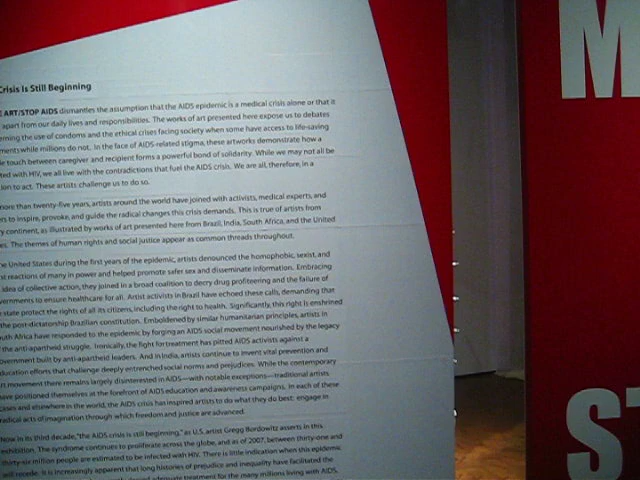 Crisis Is Still Beginning
ART/STOP AIDS dismantles the assumption that the AIDS epidemic is a medical crisis alone or that it
apart from our daily lives and responsibilities. The works of art presented here expose us to debates
erning the use of condoms and the ethical crises facing society when some have access to life-saving
ments while millions do not. In the face of AIDS-related stigma, these artworks demonstrate how a
le touch between caregiver and recipient forms a powerful bond of solidarity. While we may not all be
ted with HIV, we all live with the contradictions that fuel the AIDS crisis. We are all, therefore, in a
ion to act. These artists challenge us to do so.
more than twenty-five years, artists around the world have joined with activists, medical experts, and
rs to inspire, provoke, and guide the radical changes this crisis demands. This is true of artists from
y continent, as illustrated by works of art presented here from Brazil, India, South Africa, and the United
es. The themes of human rights and social justice appear as common threads throughout.
he United States during the first years of the epidemic, artists denounced the homophobic, sexist, and
st reactions of many in power and helped promote safer sex and disseminate information. Embracing
idea of collective action, they joined in a broad coalition to decry drug profiteering and the failure of
vernments to ensure healthcare for all. Artist activists in Brazil have echoed these calls, demanding that
state protect the rights of all its citizens, including the right to health. Significantly, this right is enshrined
the post-dictatorship Brazilian constitution. Emboldened by similar humanitarian principles, artists in
uth Africa have responded to the epidemic by forging an AIDS social movement nourished by the legacy
the anti-apartheid struggle. Ironically, the fight for treatment has pitted AIDS activists against a
overnment built by anti-apartheid leaders. And in India, artists continue to invent vital prevention and
ducation efforts that challenge deeply entrenched social norms and prejudices. While the contemporary
rt movement there remains largely disinterested in AIDS—with notable exceptions—traditional artists
ave positioned themselves at the forefront of AIDS education and awareness campaigns. In each of these
cases and elsewhere in the world, the AIDS crisis has inspired artists to do what they do best: engage in
radical acts of imagination through which freedom and justice are advanced.
Now in its third decade, "the AIDS crisis is still beginning," as U.S. artist Gregg Bordowitz asserts in this
exhibition. The syndrome continues to proliferate across the globe, and as of 2007, between thirty-one and
thirty-six million people are estimated to be infected with HIV. There is little indication when this epidemic
will recede. It is increasingly apparent that long histories of prejudice and inequality have facilitated the
adequate treatment for the many millions living with AIDS.
M
ST